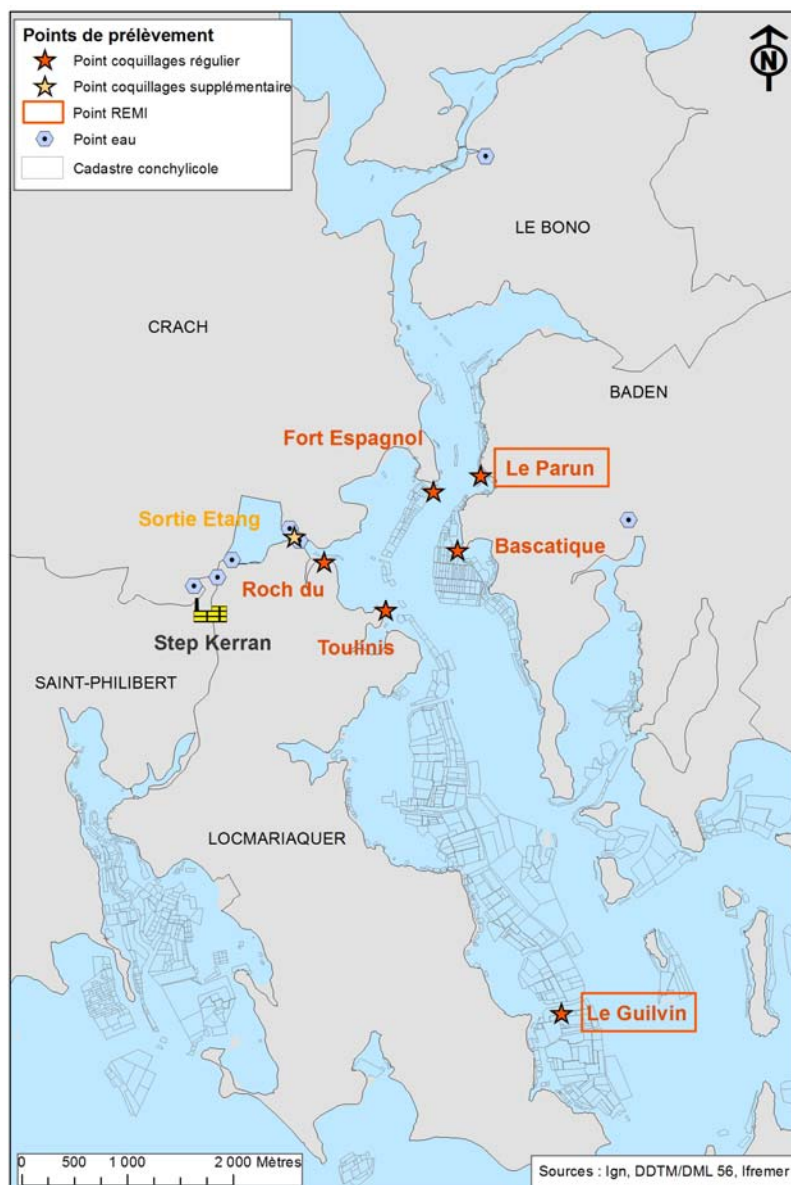 Points de prélèvement
Point coquillages régulier
Point coquillages supplémentaire
Point REMI
Point eau
Cadastre conchylicole
N
LE BONO
CRACH
BADEN
Fort Espagnol
Le Parun
Sortie Etang
Bascatique
Roch du
Toulinis
Step Kerran
SAINT-PHILIBERT
LOCMARIAQUER
Le Guilvin
0 500 1 000 2 000 Mètres
Sources : Ign, DDTM/DML 56, Ifremer